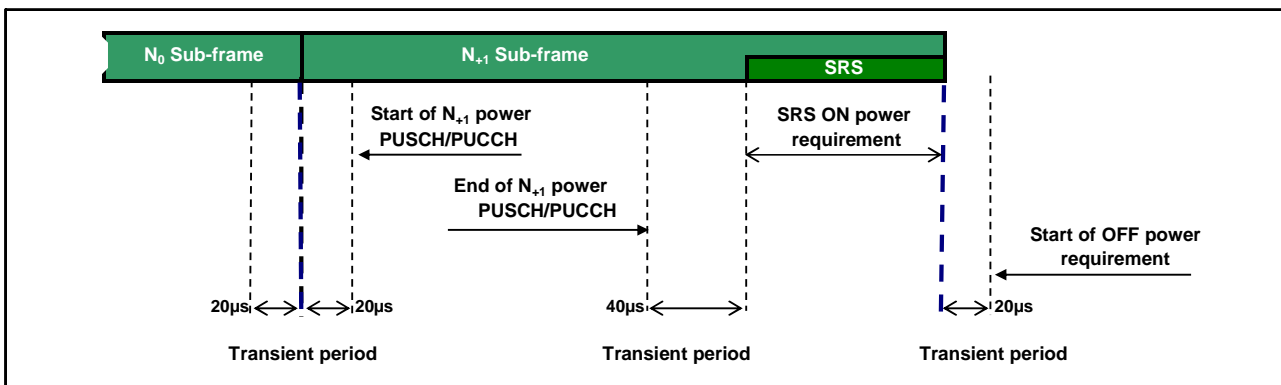 N0 Sub-frame
N+1 Sub-frame
SRS
Start of N+1 power
PUSCH/PUCCH
SRS ON power
requirement
End of N+1 power
PUSCH/PUCCH
Start of OFF power
requirement
20µs
20µs
40µs
20µs
Transient period
Transient period
Transient period